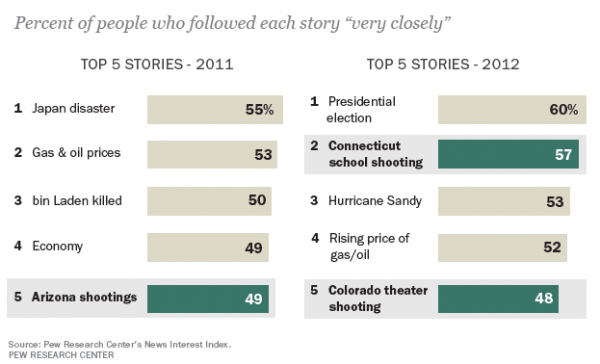 Percent of people who followed each story “very closely”
TOP 5 STORIES - 2011
1 Japan disaster 55%
2 Gas & oil prices 53
3 bin Laden killed 50
4 Economy 49
5 Arizona shootings 49
TOP 5 STORIES - 2012
1 Presidential
election 60%
2 Connecticut
school shooting 57
3 Hurricane Sandy 53
4 Rising price of
gas/oil 52
5 Colorado theater
shooting 48
Source: Pew Research Center's News Interest Index.
PEW RESEARCH CENTER